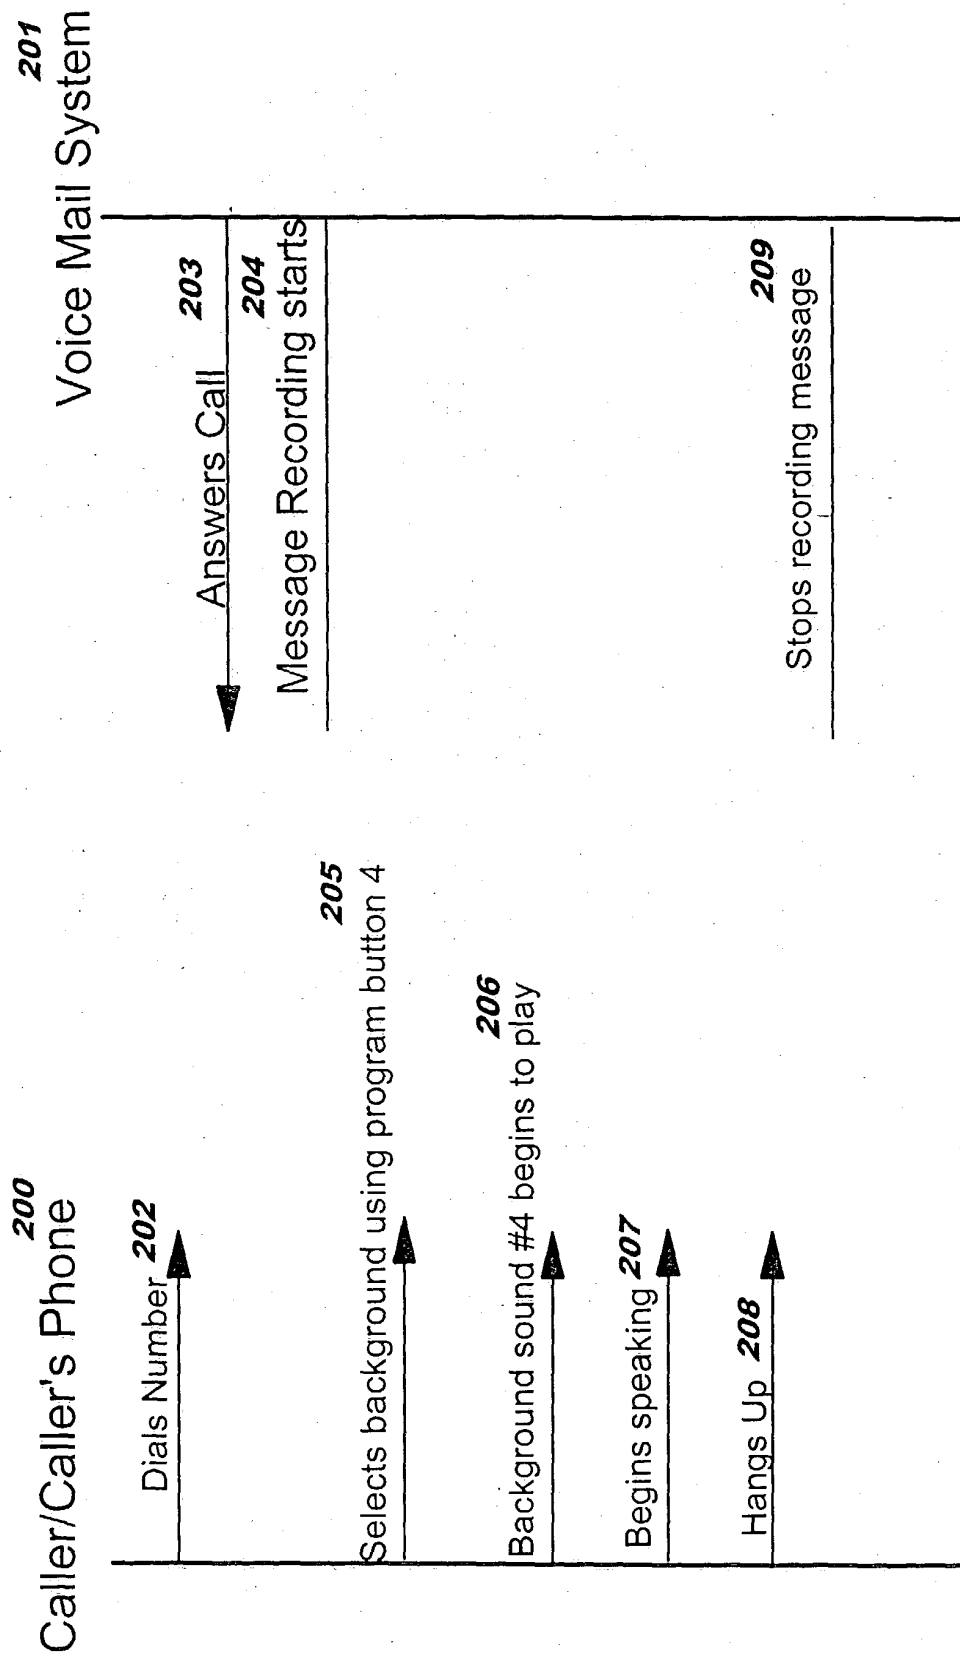 200
Caller/Caller's Phone
201
Voice Mail System
Dials Number 202
203
Answers Call
204
Message Recording starts
205
Selects background using program button 4
206
Background sound #4 begins to play
Begins speaking 207
Hangs Up 208
209
Stops recording message